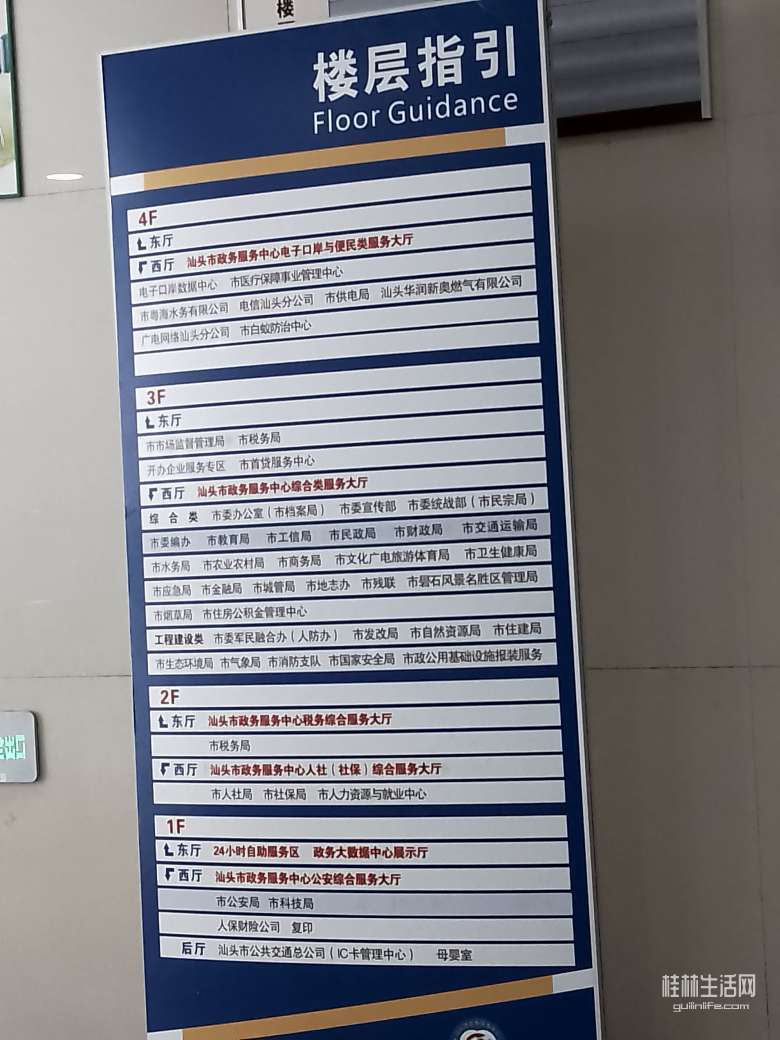 楼
楼层指引
Floor Guidance
4F
东厅
西厅 汕头市政务服务中心电子口岸与便民类服务大厅
电子口岸数据中心 市医疗保障事业管理中心
市粤海水务有限公司 电信汕头分公司 市供电局 汕头华润新奥燃气有限公司
广电网络汕头分公司 市白蚁防治中心
3F
东厅
市市场监督管理局 市税务局
开办企业服务专区 市首贷服务中心
西厅 汕头市政务服务中心综合类服务大厅
综合类 市委办公室（市档案局） 市委宣传部 市委统战部（市民宗局）
市委编办 市教育局 市工信局 市民政局 市财政局 市交通运输局
市水务局 市农业农村局 市商务局 市文化广电旅游体育局 市卫生健康局
市应急局 市金融局 市城管局 市地志办 市残联 市礐石风景名胜区管理局
市烟草局 市住房公积金管理中心
工程建设类 市委军民融合办（人防办） 市发改局 市自然资源局 市住建局
市生态环境局 市气象局 市消防支队 市国家安全局 市政公用基础设施报装服务
2F
东厅 汕头市政务服务中心税务综合服务大厅
市税务局
西厅 汕头市政务服务中心人社（社保）综合服务大厅
市人社局 市社保局 市人力资源与就业中心
1F
东厅 24小时自助服务区 政务大数据中心展示厅
西厅 汕头市政务服务中心公安综合服务大厅
市公安局 市科技局
人保财险公司 复印
后厅 汕头市公共交通总公司（IC卡管理中心） 母婴室
桂林生活网
guilinlife.com